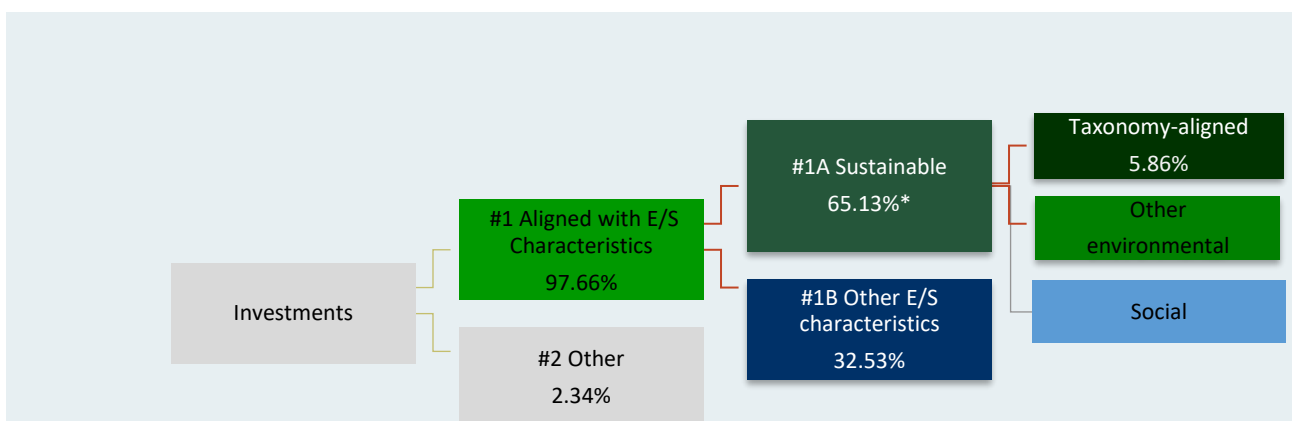 Investments
#1 Aligned with E/S
Characteristics
97.66%
#2 Other
2.34%
#1A Sustainable
65.13%*
#1B Other E/S
characteristics
32.53%
Taxonomy-aligned
5.86%
Other
environmental
Social